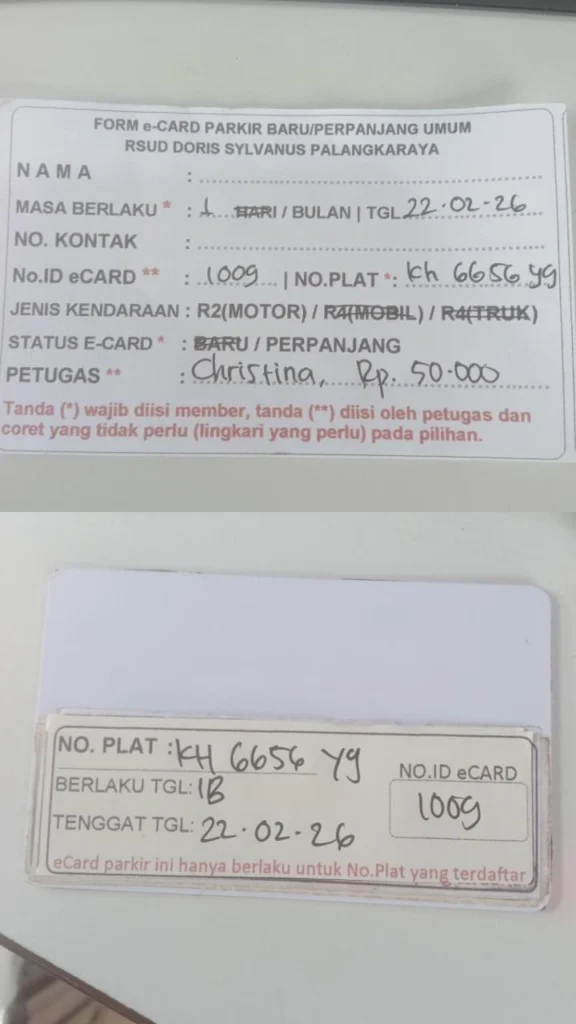 FORM e-CARD PARKIR BARU/PERPANJANG UMUM
RSUD DORIS SYLVANUS PALANGKARAYA
NAMA :
MASA BERLAKU * : 1 HARI / BULAN | TGL 22-02-26
NO. KONTAK :
No.ID eCARD ** : 1009 | NO.PLAT *: Kh 6656 yg
JENIS KENDARAAN : R2(MOTOR) / R4(MOBIL) / R4(TRUK)
STATUS E-CARD * : BARU / PERPANJANG
PETUGAS ** : Christina, Rp. 50.000
Tanda (*) wajib diisi member, tanda (**) diisi oleh petugas dan
coret yang tidak perlu (lingkari yang perlu) pada pilihan.
NO. PLAT : KH 6656 Yg
NO.ID eCARD
BERLAKU TGL: 1B
1009
TENGGAT TGL: 22.02.26
eCard parkir ini hanya berlaku untuk No.Plat yang terdaftar